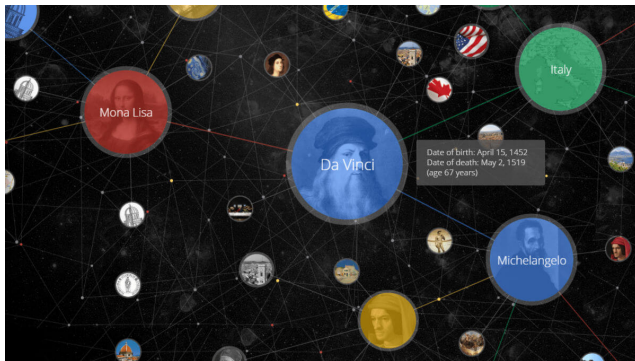 Mona Lisa
Italy
Da Vinci
Date of birth: April 15, 1452
Date of death: May 2, 1519
(age 67 years)
Michelangelo